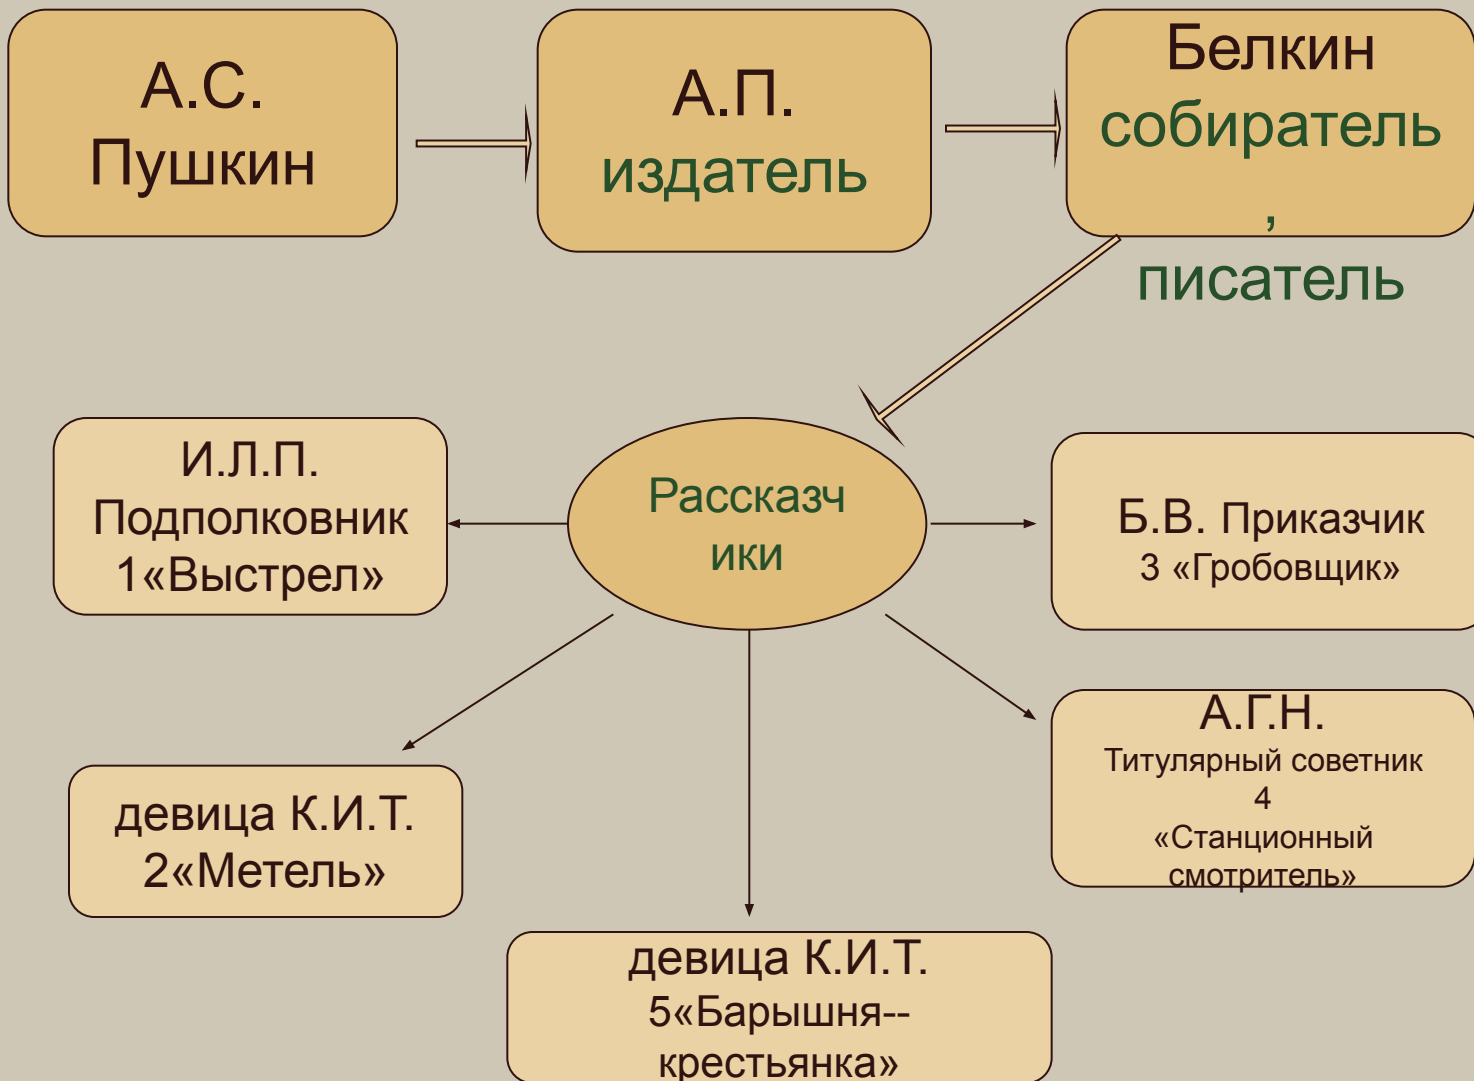 А.С.
Пушкин
А.П.
издатель
Белкин
собиратель
,
писатель
Рассказч
ики
И.Л.П.
Подполковник
1«Выстрел»
Б.В. Приказчик
3 «Гробовщик»
А.Г.Н.
Титулярный советник
4
«Станционный
смотритель»
девица К.И.Т.
2«Метель»
девица К.И.Т.
5«Барышня--
крестьянка»